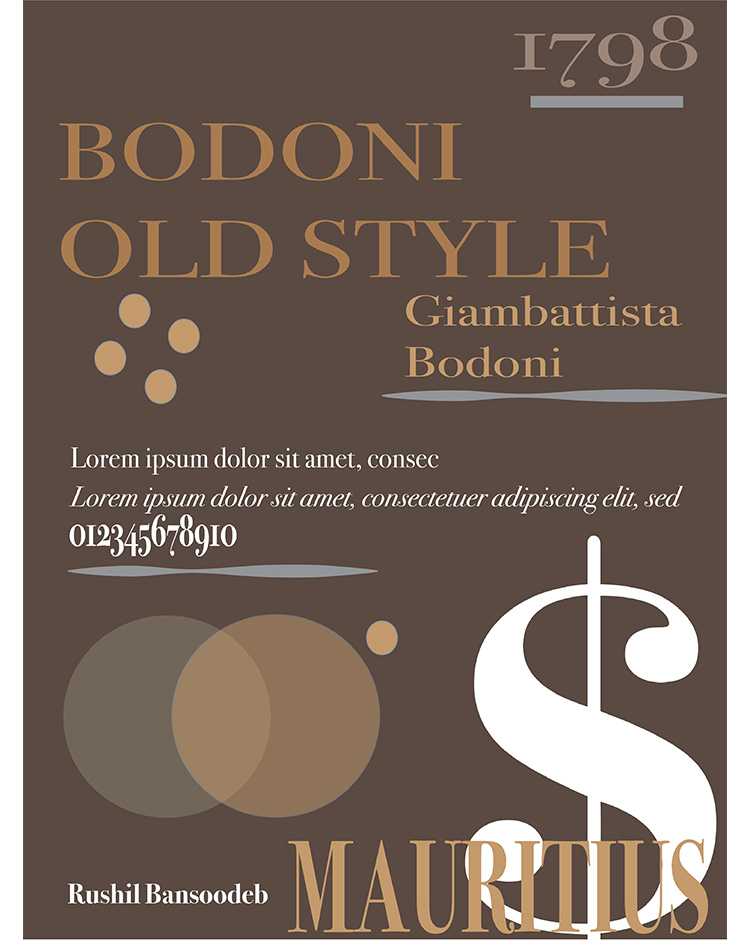 1798
BODONI
OLD STYLE
Giambattista
Bodoni
Lorem ipsum dolor sit amet, consec
Lorem ipsum dolor sit amet, consectetuer adipiscing elit, sed
012345678910
$
MAURITIUS
Rushil Bansoodeb